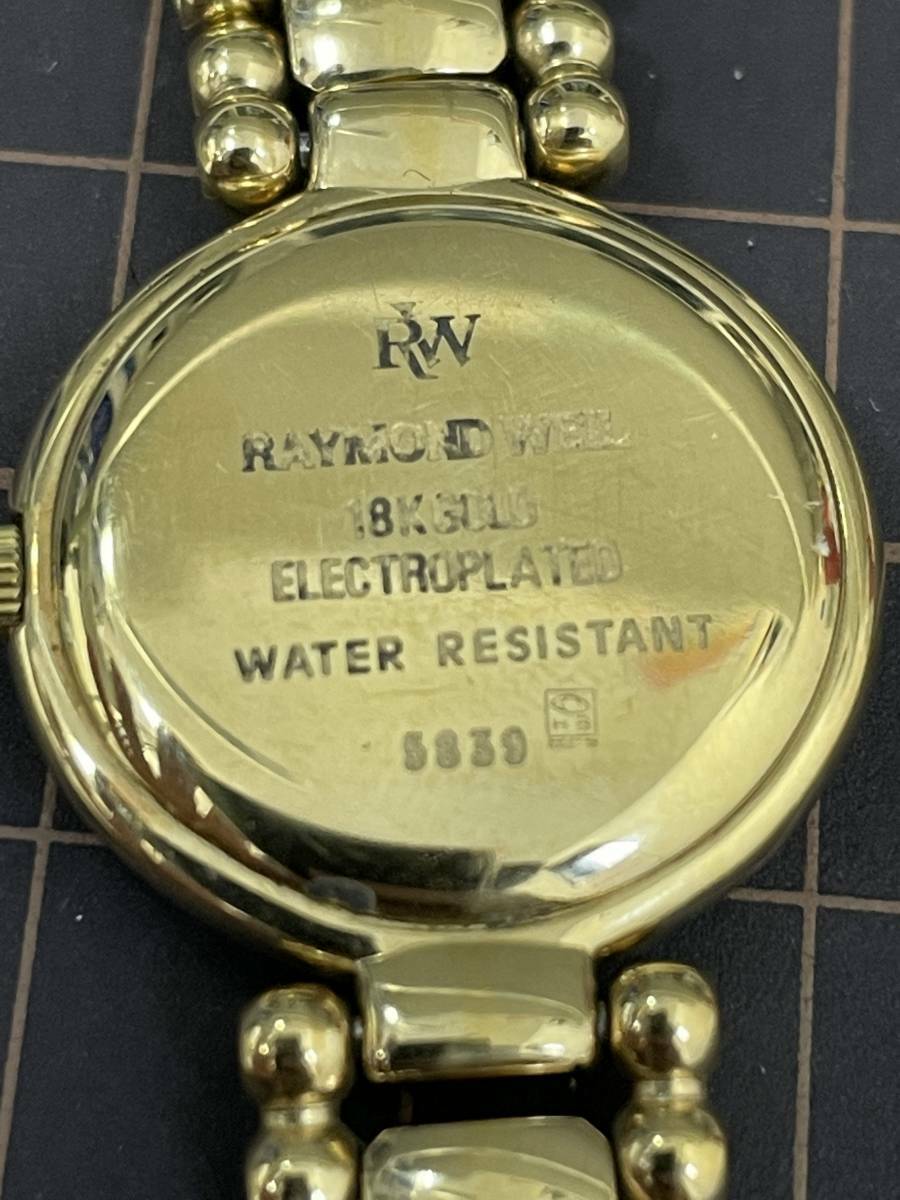 RW
RAYMOND WEIL
18K GOLD
ELECTROPLATED
WATER RESISTANT
5839